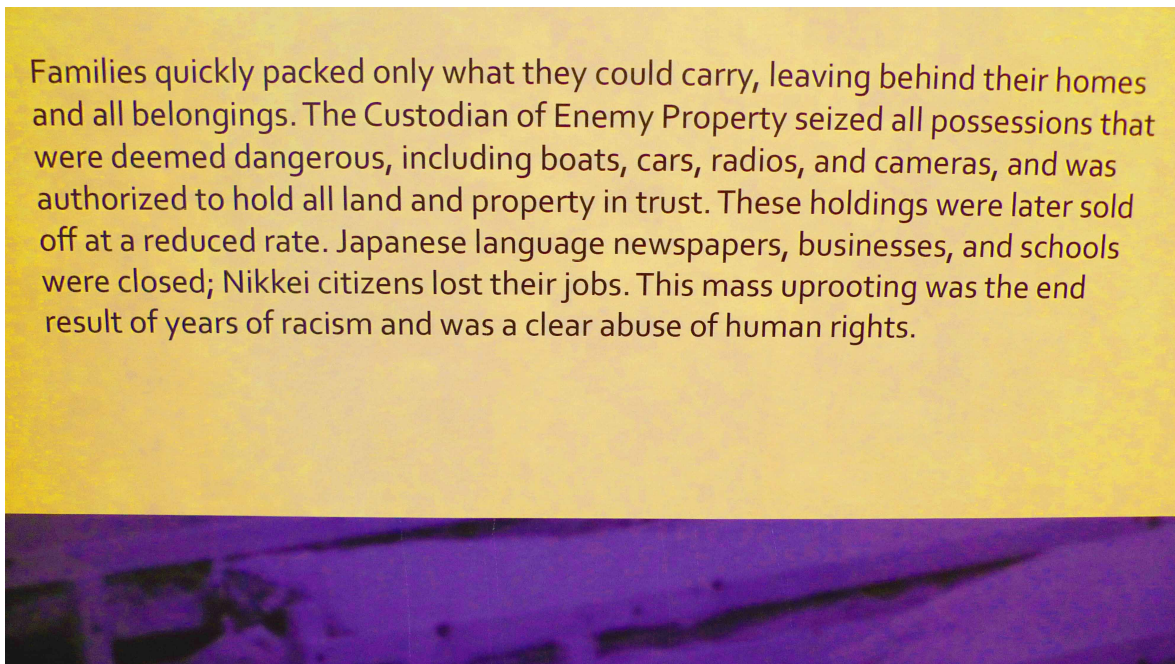 Families quickly packed only what they could carry, leaving behind their homes
and all belongings. The Custodian of Enemy Property seized all possessions that
were deemed dangerous, including boats, cars, radios, and cameras, and was
authorized to hold all land and property in trust. These holdings were later sold
off at a reduced rate. Japanese language newspapers, businesses, and schools
were closed; Nikkei citizens lost their jobs. This mass uprooting was the end
result of years of racism and was a clear abuse of human rights.